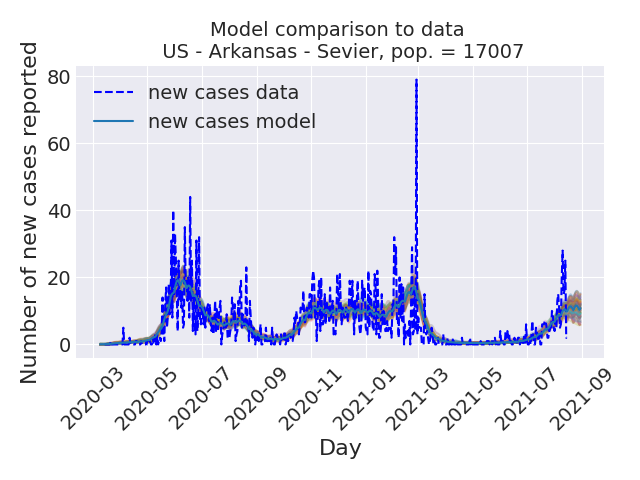 Model comparison to data
US - Arkansas - Sevier, pop. = 17007
Number of new cases reported
80
60
40
20
0
new cases data
new cases model
2020-03
2020-05
2020-07
2020-09
2020-11
2021-01
2021-03
2021-05
2021-07
2021-09
Day